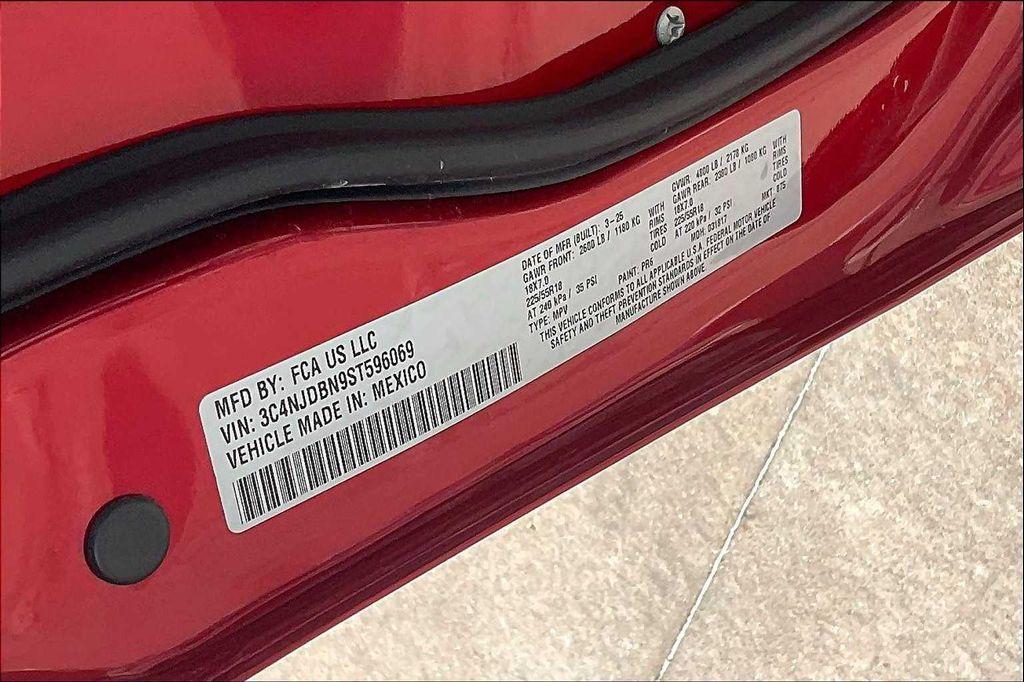 MFD BY: FCA US LLC
VIN: 3C4NJDBN9ST596069
VEHICLE MADE IN: MEXICO
DATE OF MFR (BUILT): 3-25 GVWR: 4800 LB / 2178 KG
GAWR FRONT: 2600 LB / 1180 KG WITH GAWR REAR: 2380 LB / 1080 KG WITH
18X7.0 RIMS 18X7.0 RIMS
225/55R18 TIRES 225/55R18 TIRES
AT 240 kPa / 35 PSI COLD AT 220 kPa / 32 PSI COLD
TYPE: MPV PAINT: PR6 MDH: 031817 MKT: 875
THIS VEHICLE CONFORMS TO ALL APPLICABLE U.S.A. FEDERAL MOTOR VEHICLE
SAFETY AND THEFT PREVENTION STANDARDS IN EFFECT ON THE DATE OF
MANUFACTURE SHOWN ABOVE.